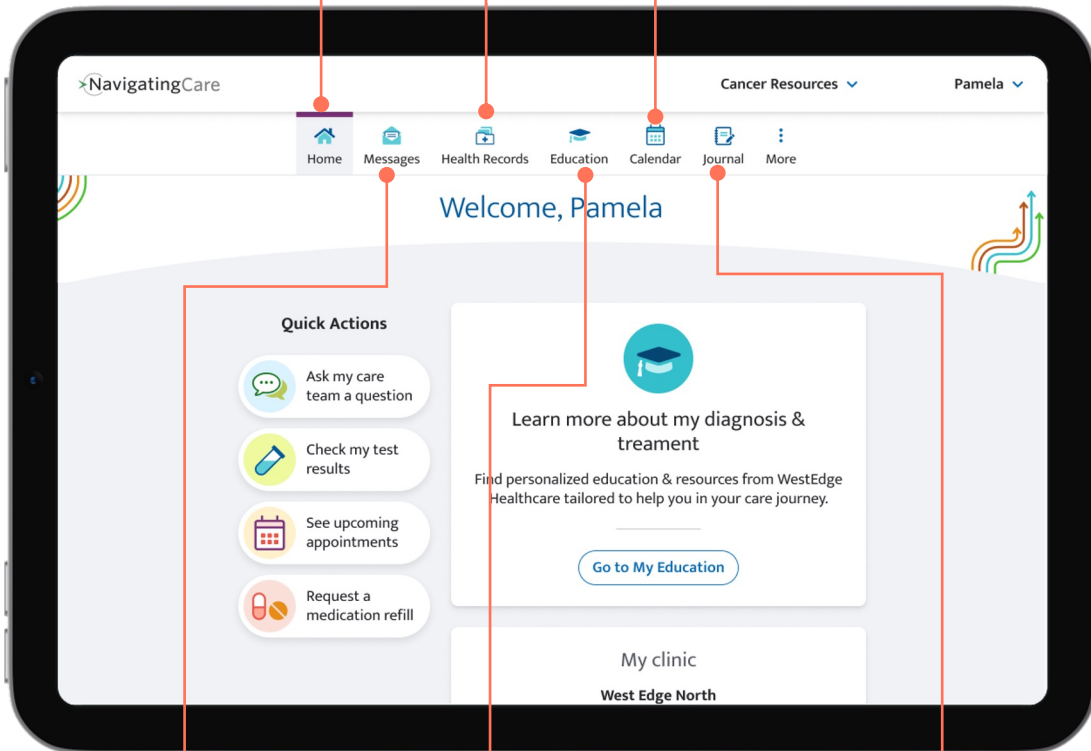 NavigatingCare
Cancer Resources
Pamela
Home
Messages
Health Records
Education
Calendar
Journal
More
Welcome, Pamela
Quick Actions
Ask my care
team a question
Check my test
results
See upcoming
appointments
Request a
medication refill
Learn more about my diagnosis &
treament
Find personalized education & resources from WestEdge
Healthcare tailored to help you in your care journey.
Go to My Education
My clinic
West Edge North